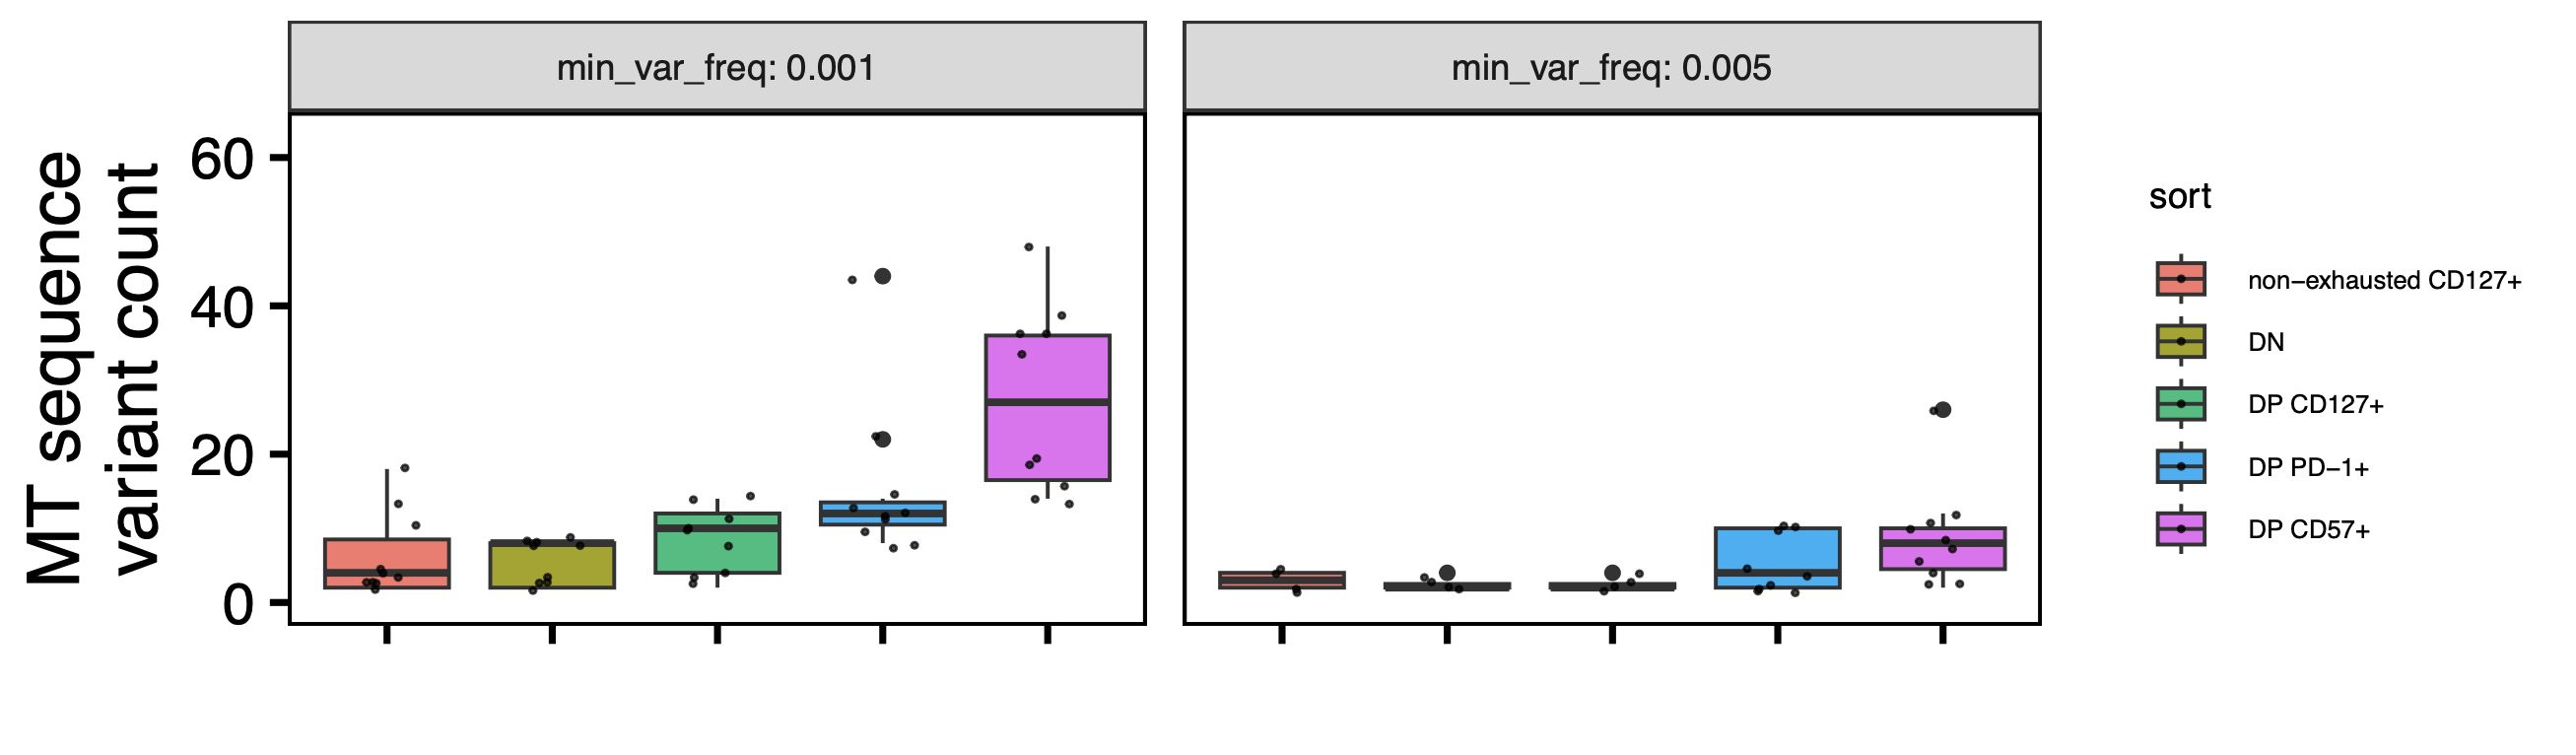 min_var_freq: 0.001
min_var_freq: 0.005
MT sequence
variant count
60
40
20
0
sort
non−exhausted CD127+
DN
DP CD127+
DP PD−1+
DP CD57+